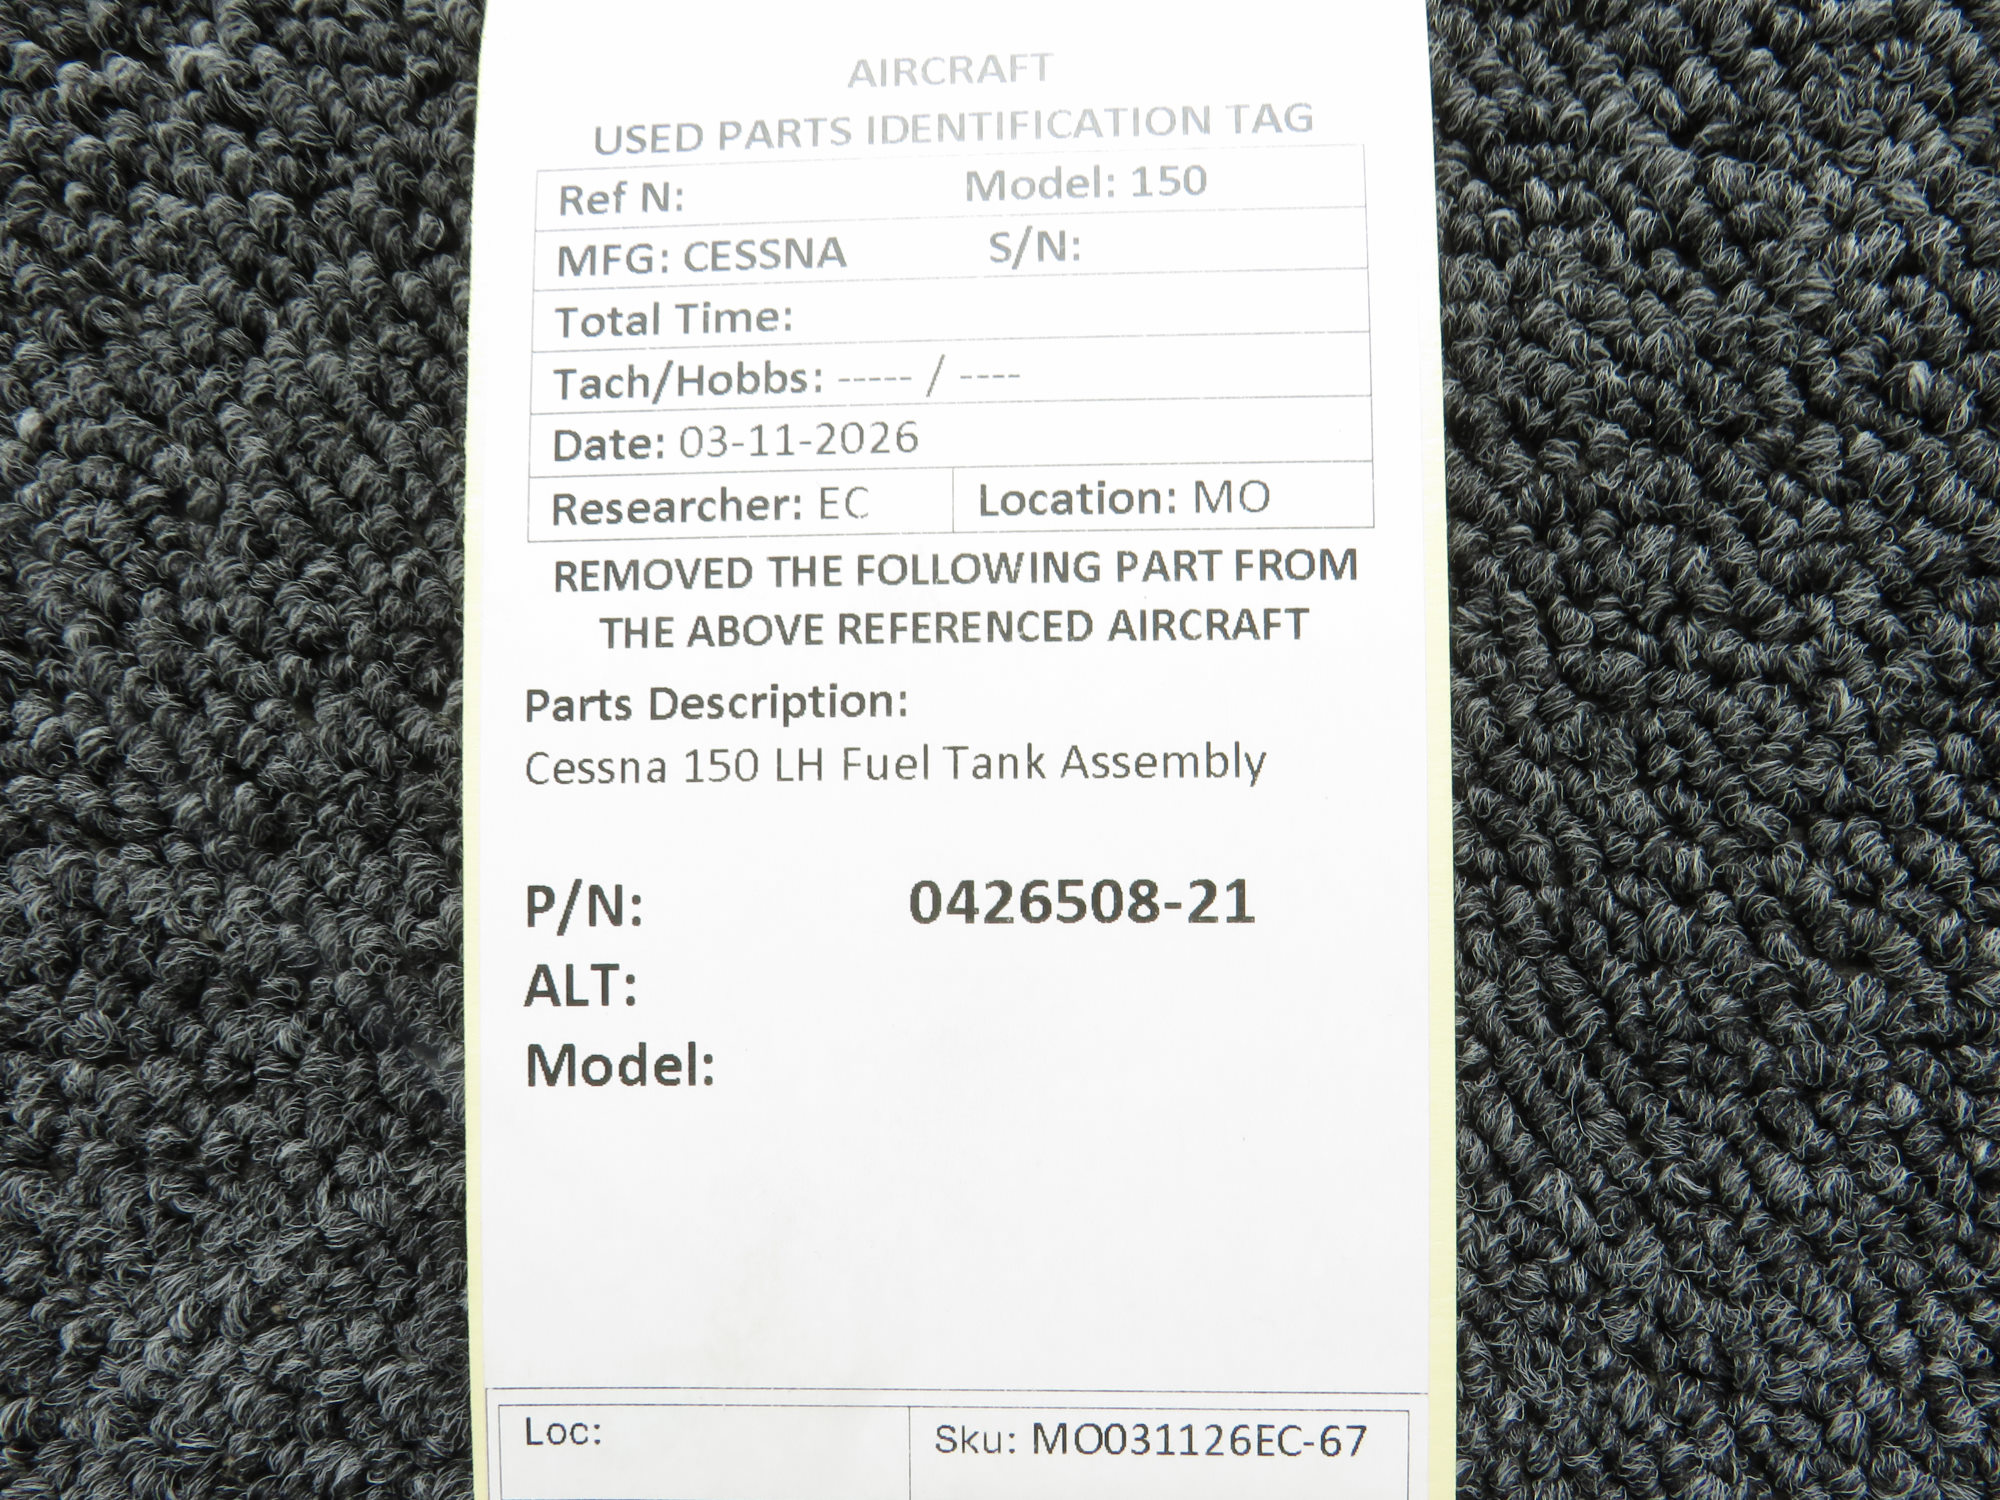 AIRCRAFT
USED PARTS IDENTIFICATION TAG
Ref N: Model: 150
MFG: CESSNA S/N:
Total Time:
Tach/Hobbs: ----- / ----
Date: 03-11-2026
Researcher: EC Location: MO
REMOVED THE FOLLOWING PART FROM
THE ABOVE REFERENCED AIRCRAFT
Parts Description:
Cessna 150 LH Fuel Tank Assembly
P/N: 0426508-21
ALT:
Model:
Loc: Sku: MO031126EC-67